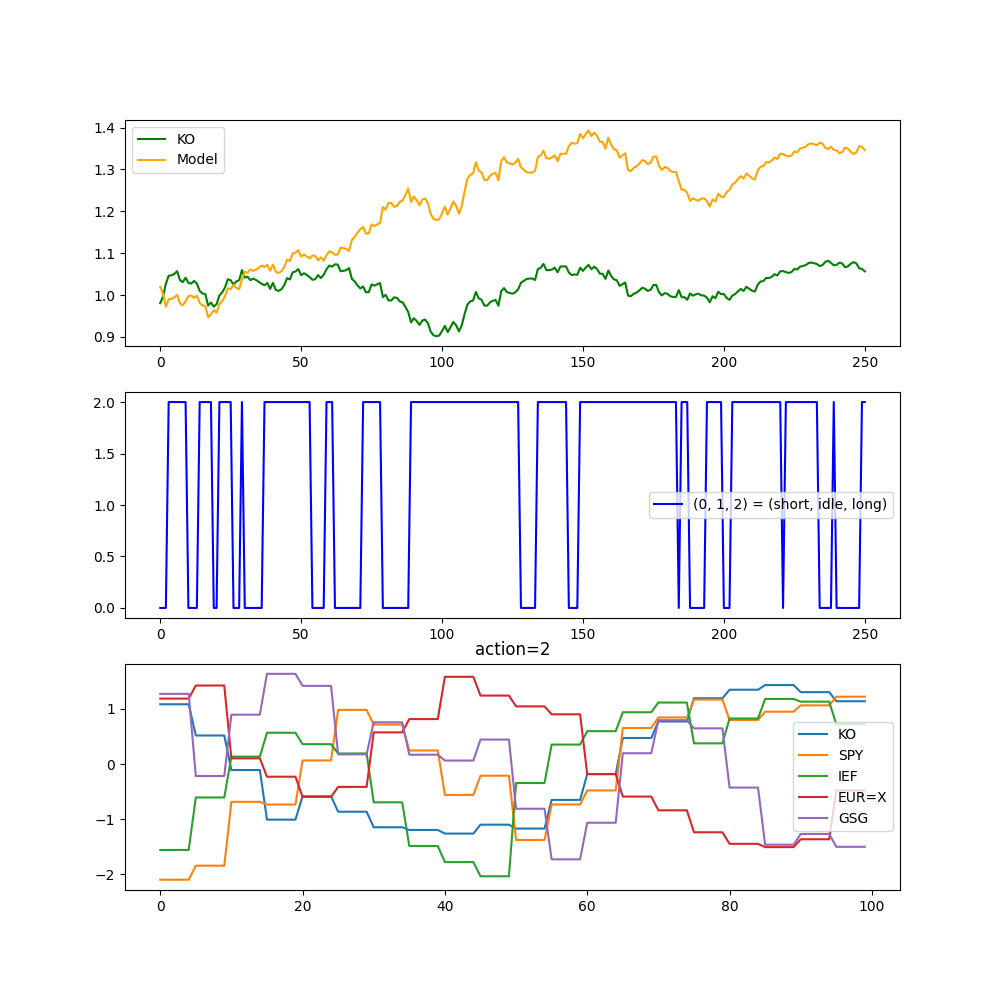 1.4
1.3
1.2
1.1
1.0
0.9
KO
Model
0 50 100 150 200 250
2.0
1.5
1.0
0.5
0.0
(0, 1, 2) = (short, idle, long)
0 50 100 150 200 250
action=2
1
0
−1
−2
KO
SPY
IEF
EUR=X
GSG
0 20 40 60 80 100